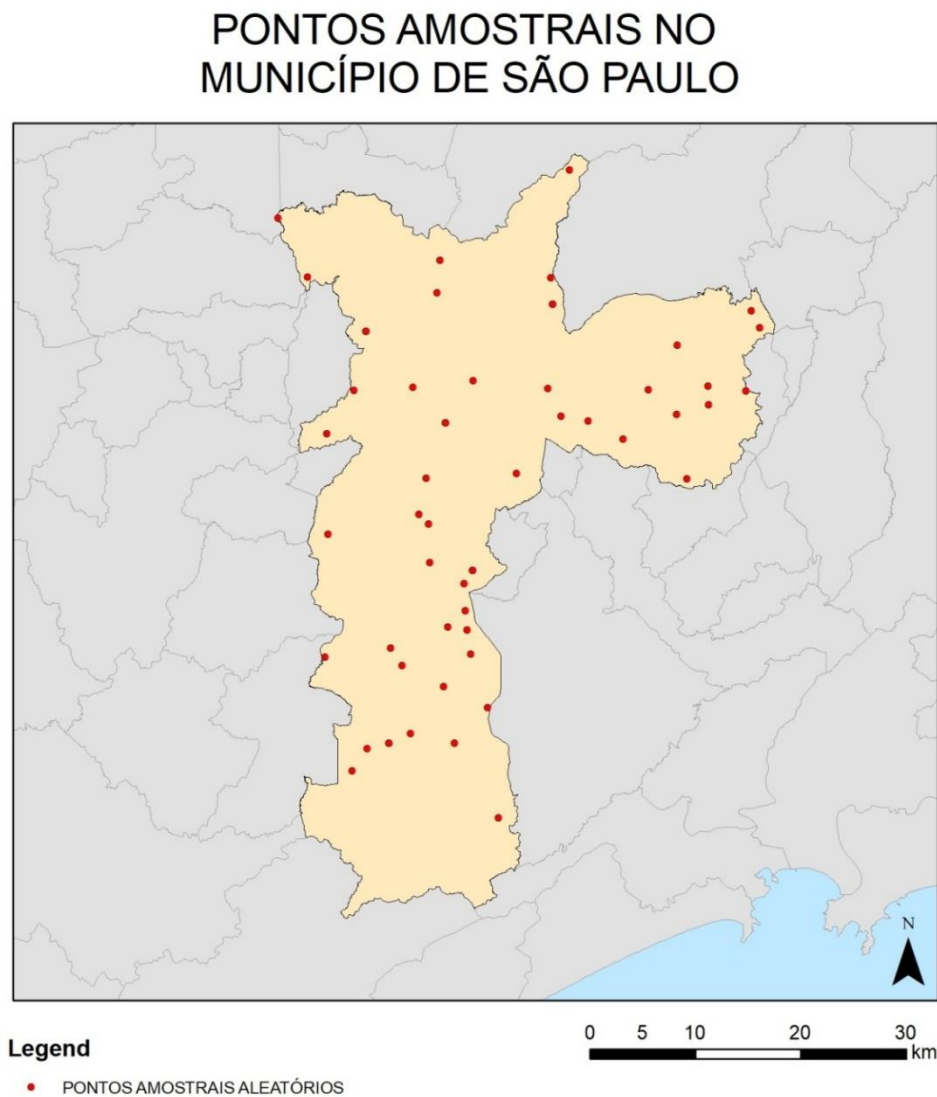 PONTOS AMOSTRAIS NO
MUNICÍPIO DE SÃO PAULO
N
Legend
PONTOS AMOSTRAIS ALEATÓRIOS
0 5 10 20 30
km